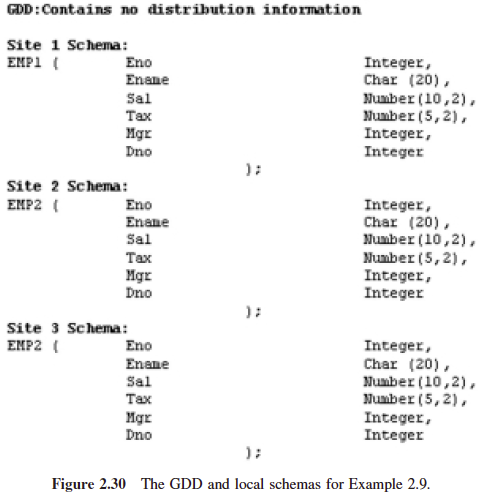 GDD:Contains no distribution information
Site 1 Schema:
EMP1 ( Eno Integer,
Ename Char (20),
Sal Number(10,2),
Tax Number(5,2),
Mgr Integer,
Dno Integer
);
Site 2 Schema:
EMP2 ( Eno Integer,
Ename Char (20),
Sal Number(10,2),
Tax Number(5,2),
Mgr Integer,
Dno Integer
);
Site 3 Schema:
EMP2 ( Eno Integer,
Ename Char (20),
Sal Number(10,2),
Tax Number(5,2),
Mgr Integer,
Dno Integer
);
Figure 2.30 The GDD and local schemas for Example 2.9.